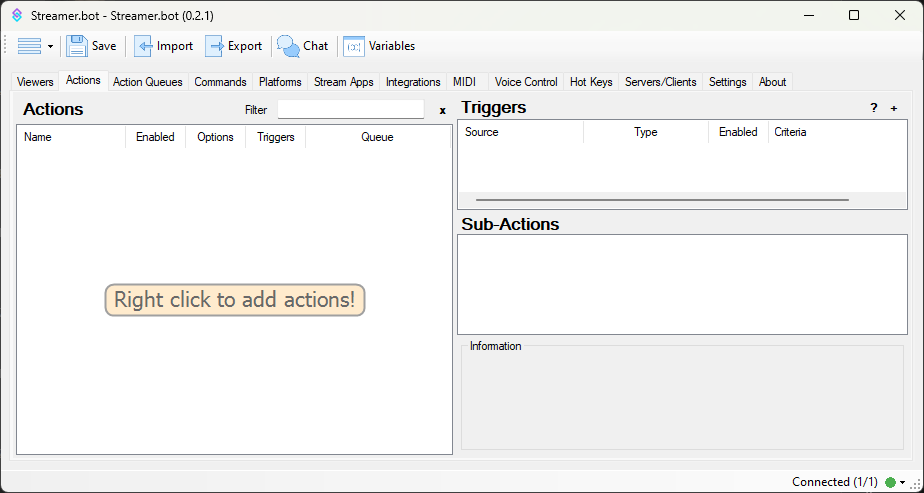 Streamer.bot - Streamer.bot (0.2.1)
Save Import Export Chat {x} Variables
Viewers Actions Action Queues Commands Platforms Stream Apps Integrations MIDI Voice Control Hot Keys Servers/Clients Settings About
Actions Filter x
Name Enabled Options Triggers Queue
Right click to add actions!
Triggers ? +
Source Type Enabled Criteria
Sub-Actions
Information
Connected (1/1)